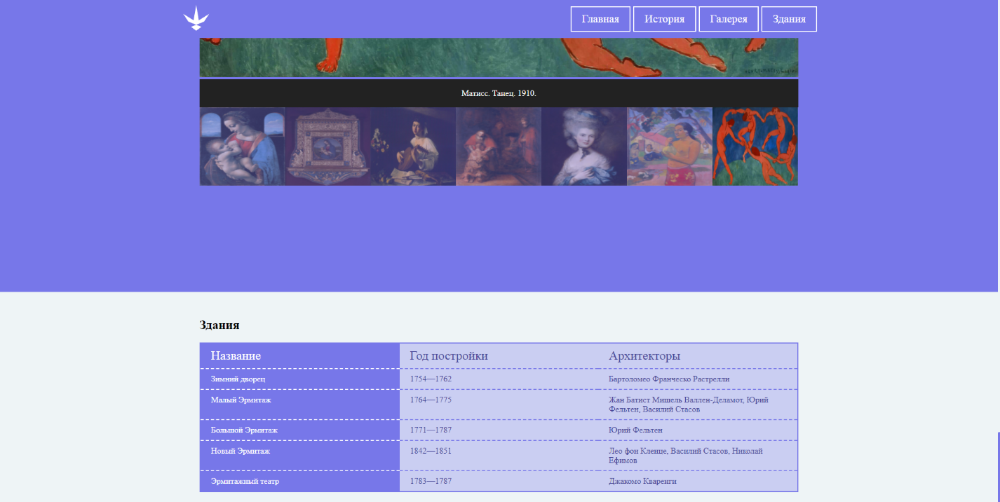 Главная История Галерея Здания
Матисс. Танец. 1910.
Здания
Название Год постройки Архитекторы
Зимний дворец 1754—1762 Бартоломео Франческо Растрелли
Малый Эрмитаж 1764—1775 Жан Батист Мишель Валлен-Деламот, Юрий
Фельтен, Василий Стасов
Большой Эрмитаж 1771—1787 Юрий Фельтен
Новый Эрмитаж 1842—1851 Лео фон Кленце, Василий Стасов, Николай
Ефимов
Эрмитажный театр 1783—1787 Джакомо Кваренги